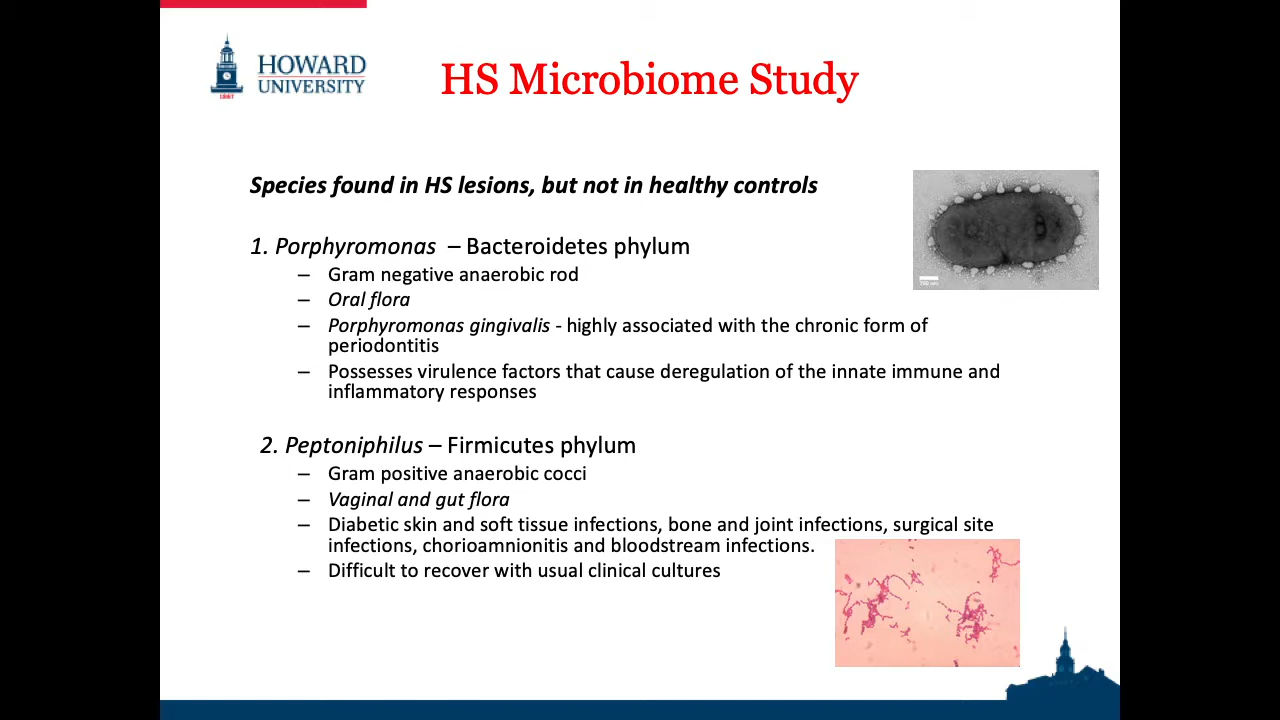 HOWARD
UNIVERSITY
HS Microbiome Study
Species found in HS lesions, but not in healthy controls
1. Porphyromonas – Bacteroidetes phylum
– Gram negative anaerobic rod
– Oral flora
– Porphyromonas gingivalis - highly associated with the chronic form of
periodontitis
– Possesses virulence factors that cause deregulation of the innate immune and
inflammatory responses
2. Peptoniphilus – Firmicutes phylum
– Gram positive anaerobic cocci
– Vaginal and gut flora
– Diabetic skin and soft tissue infections, bone and joint infections, surgical site
infections, chorioamnionitis and bloodstream infections.
– Difficult to recover with usual clinical cultures